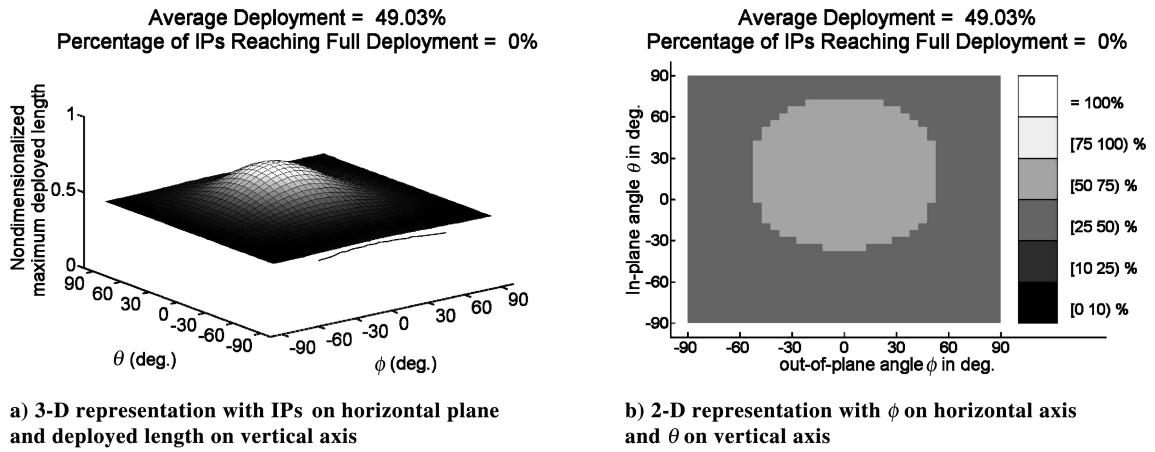 Average Deployment = 49.03%
Percentage of IPs Reaching Full Deployment = 0%
Nondimensionalized
maximum deployed length
1
0.5
0
90
60
30
0
-30
-60
-90
θ (deg.)
-90
-60
-30
0
30
60
90
ϕ (deg.)
a) 3-D representation with IPs on horizontal plane
and deployed length on vertical axis
Average Deployment = 49.03%
Percentage of IPs Reaching Full Deployment = 0%
In-plane angle θ in deg.
90
60
30
0
-30
-60
-90
-90
-60
-30
0
30
60
90
out-of-plane angle ϕ in deg.
= 100%
[75 100) %
[50 75) %
[25 50) %
[10 25) %
[0 10) %
b) 2-D representation with ϕ on horizontal axis
and θ on vertical axis